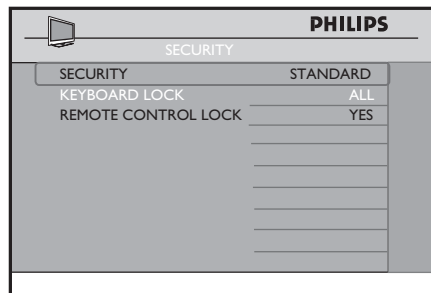 PHILIPS
SECURITY
SECURITY STANDARD
KEYBOARD LOCK ALL
REMOTE CONTROL LOCK YES